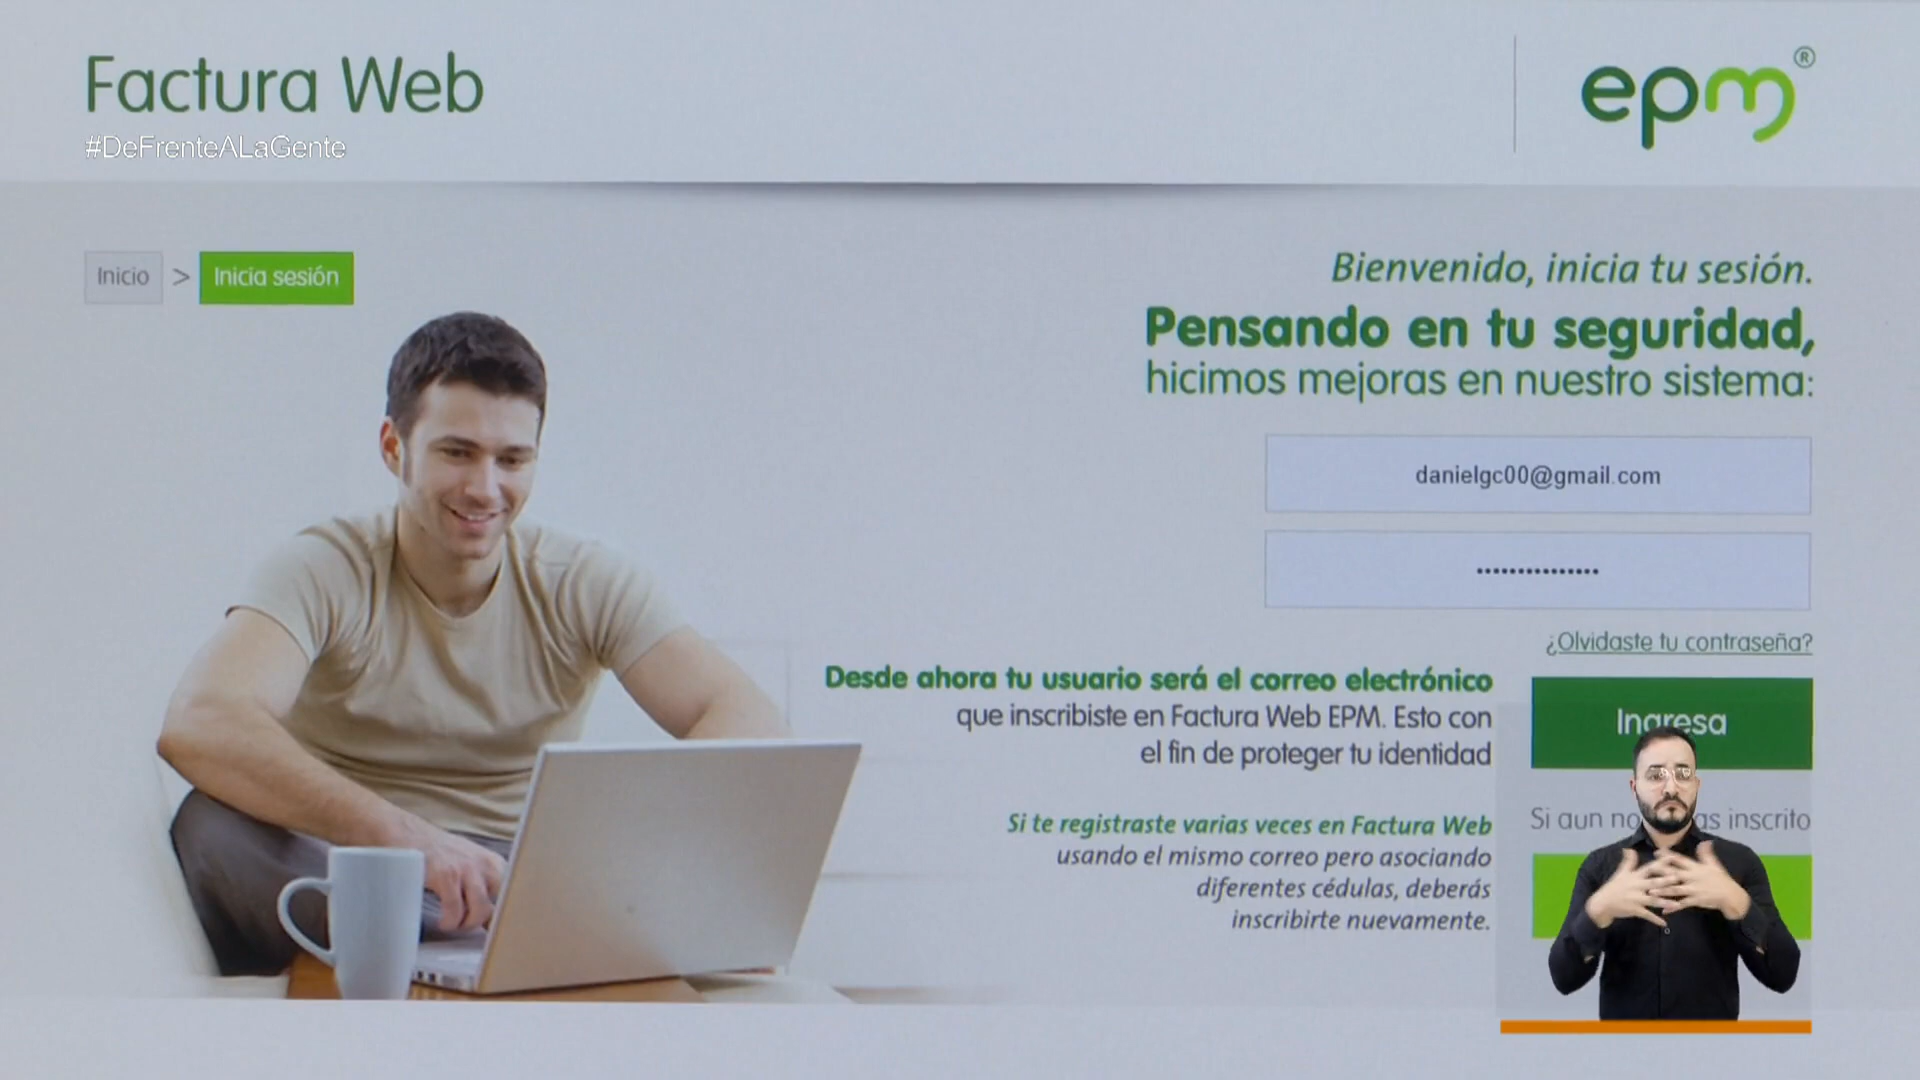 Factura Web
#DeFrenteALaGente
epm®
Inicio > Inicia sesión
Bienvenido, inicia tu sesión.
Pensando en tu seguridad,
hicimos mejoras en nuestro sistema:
danielgc00@gmail.com
•••••••••••••••
¿Olvidaste tu contraseña?
Desde ahora tu usuario será el correo electrónico
que inscribiste en Factura Web EPM. Esto con
el fin de proteger tu identidad
Ingresa
Si te registraste varias veces en Factura Web
usando el mismo correo pero asociando
diferentes cédulas, deberás
inscribirte nuevamente.
Si aun inscrito